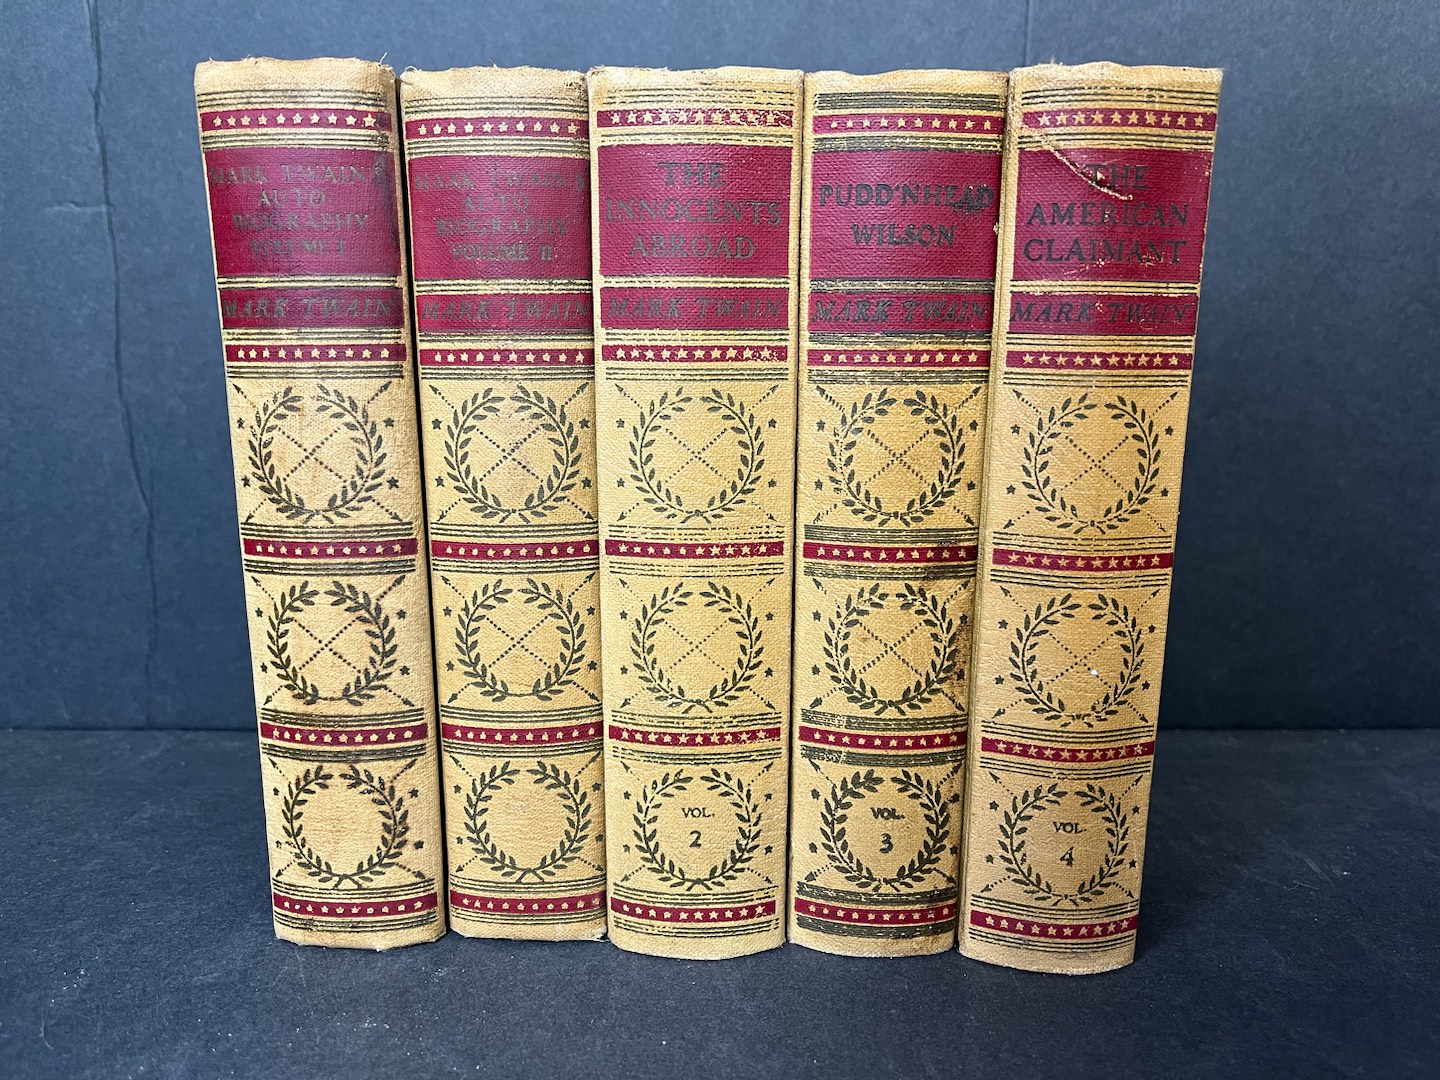 MARK TWAIN'S
AUTO
BIOGRAPHY
VOLUME I
MARK TWAIN
MARK TWAIN'S
AUTO
BIOGRAPHY
VOLUME II
MARK TWAIN
THE
INNOCENTS
ABROAD
MARK TWAIN
VOL.
2
PUDD'NHEAD
WILSON
MARK TWAIN
VOL.
3
THE
AMERICAN
CLAIMANT
MARK TWAIN
VOL.
4